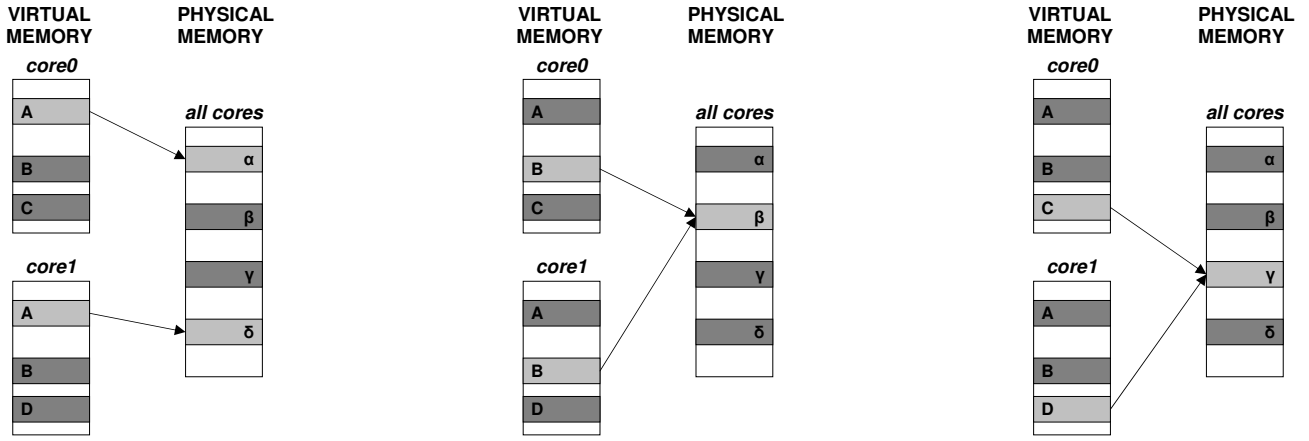 VIRTUAL MEMORY
PHYSICAL MEMORY
core0
A
B
C
core1
A
B
D
all cores
α
β
γ
δ
VIRTUAL MEMORY
PHYSICAL MEMORY
core0
A
B
C
core1
A
B
D
all cores
α
β
γ
δ
VIRTUAL MEMORY
PHYSICAL MEMORY
core0
A
B
C
core1
A
B
D
all cores
α
β
γ
δ